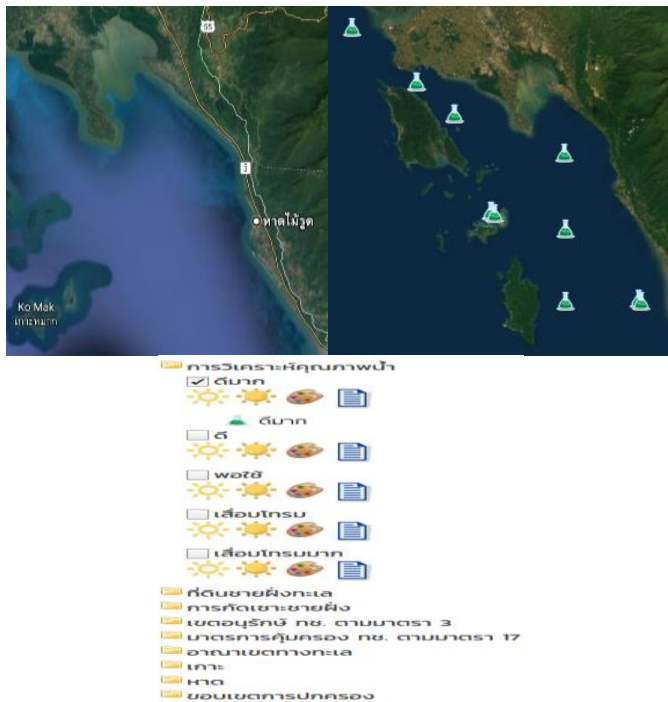 55
3
หาดไม้รูด
Ko Mak
เกาะหมาก
การวิเคราะห์คุณภาพน้ำ
ดีมาก
ดีมาก
ดี
พอใช้
เสื่อมโทรม
เสื่อมโทรมมาก
ที่ดินชายฝั่งทะเล
การกัดเซาะชายฝั่ง
เขตอนุรักษ์ ทช. ตามมาตรา 3
มาตรการคุ้มครอง ทช. ตามมาตรา 17
อาณาเขตทางทะเล
เกาะ
หาด
ขอบเขตการปกครอง